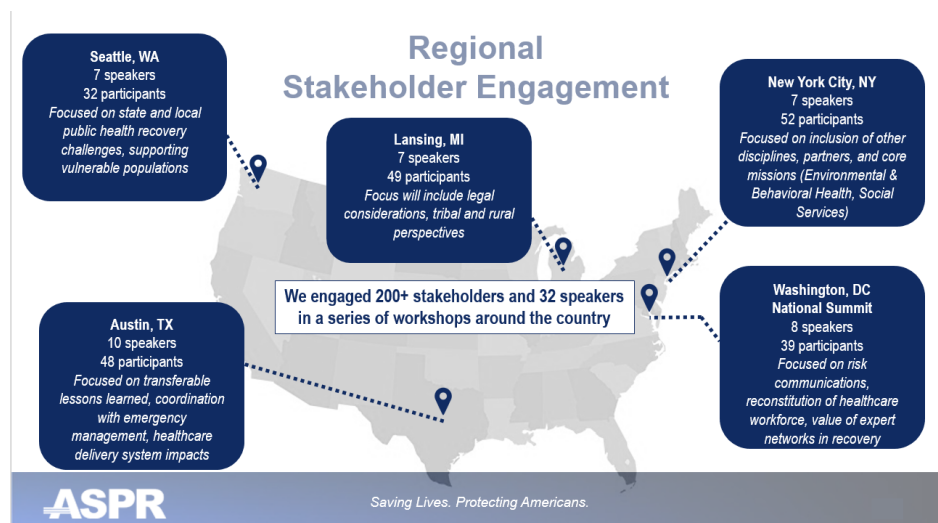 Regional
Stakeholder Engagement
Seattle, WA
7 speakers
32 participants
Focused on state and local
public health recovery
challenges, supporting
vulnerable populations
Lansing, MI
7 speakers
49 participants
Focus will include legal
considerations, tribal and rural
perspectives
New York City, NY
7 speakers
52 participants
Focused on inclusion of other
disciplines, partners, and core
missions (Environmental &
Behavioral Health, Social
Services)
We engaged 200+ stakeholders and 32 speakers
in a series of workshops around the country
Austin, TX
10 speakers
48 participants
Focused on transferable
lessons learned, coordination
with emergency
management, healthcare
delivery system impacts
Washington, DC
National Summit
8 speakers
39 participants
Focused on risk
communications,
reconstitution of healthcare
workforce, value of expert
networks in recovery
ASPR
Saving Lives. Protecting Americans.